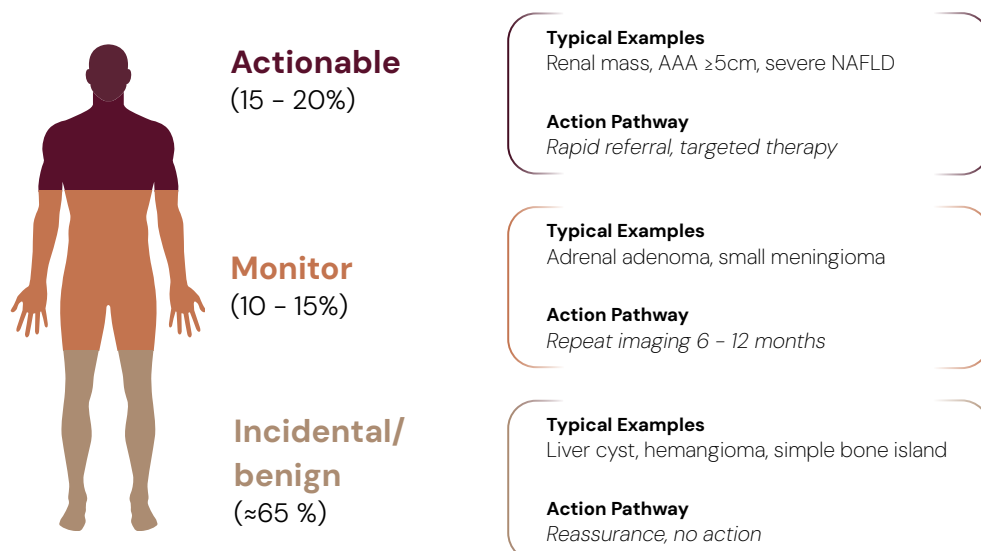 Actionable
(15 - 20%)
Typical Examples
Renal mass, AAA ≥5cm, severe NAFLD
Action Pathway
Rapid referral, targeted therapy
Monitor
(10 - 15%)
Typical Examples
Adrenal adenoma, small meningioma
Action Pathway
Repeat imaging 6 - 12 months
Incidental/
benign
(≈65 %)
Typical Examples
Liver cyst, hemangioma, simple bone island
Action Pathway
Reassurance, no action